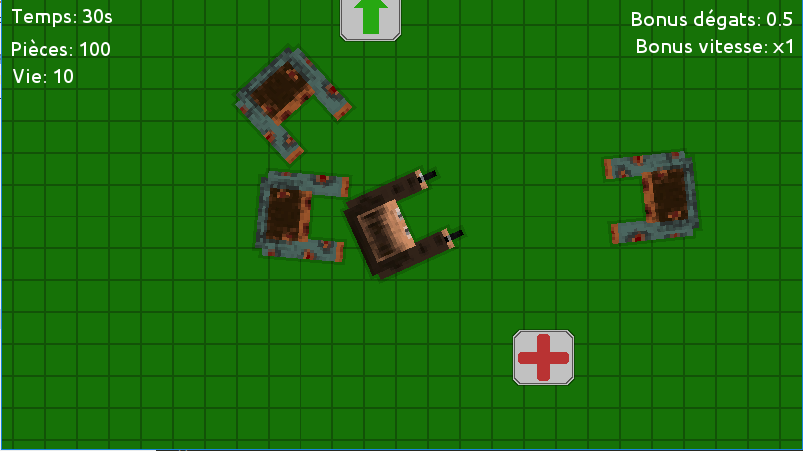 Temps: 30s
Pièces: 100
Vie: 10
Bonus dégats: 0.5
Bonus vitesse: x1